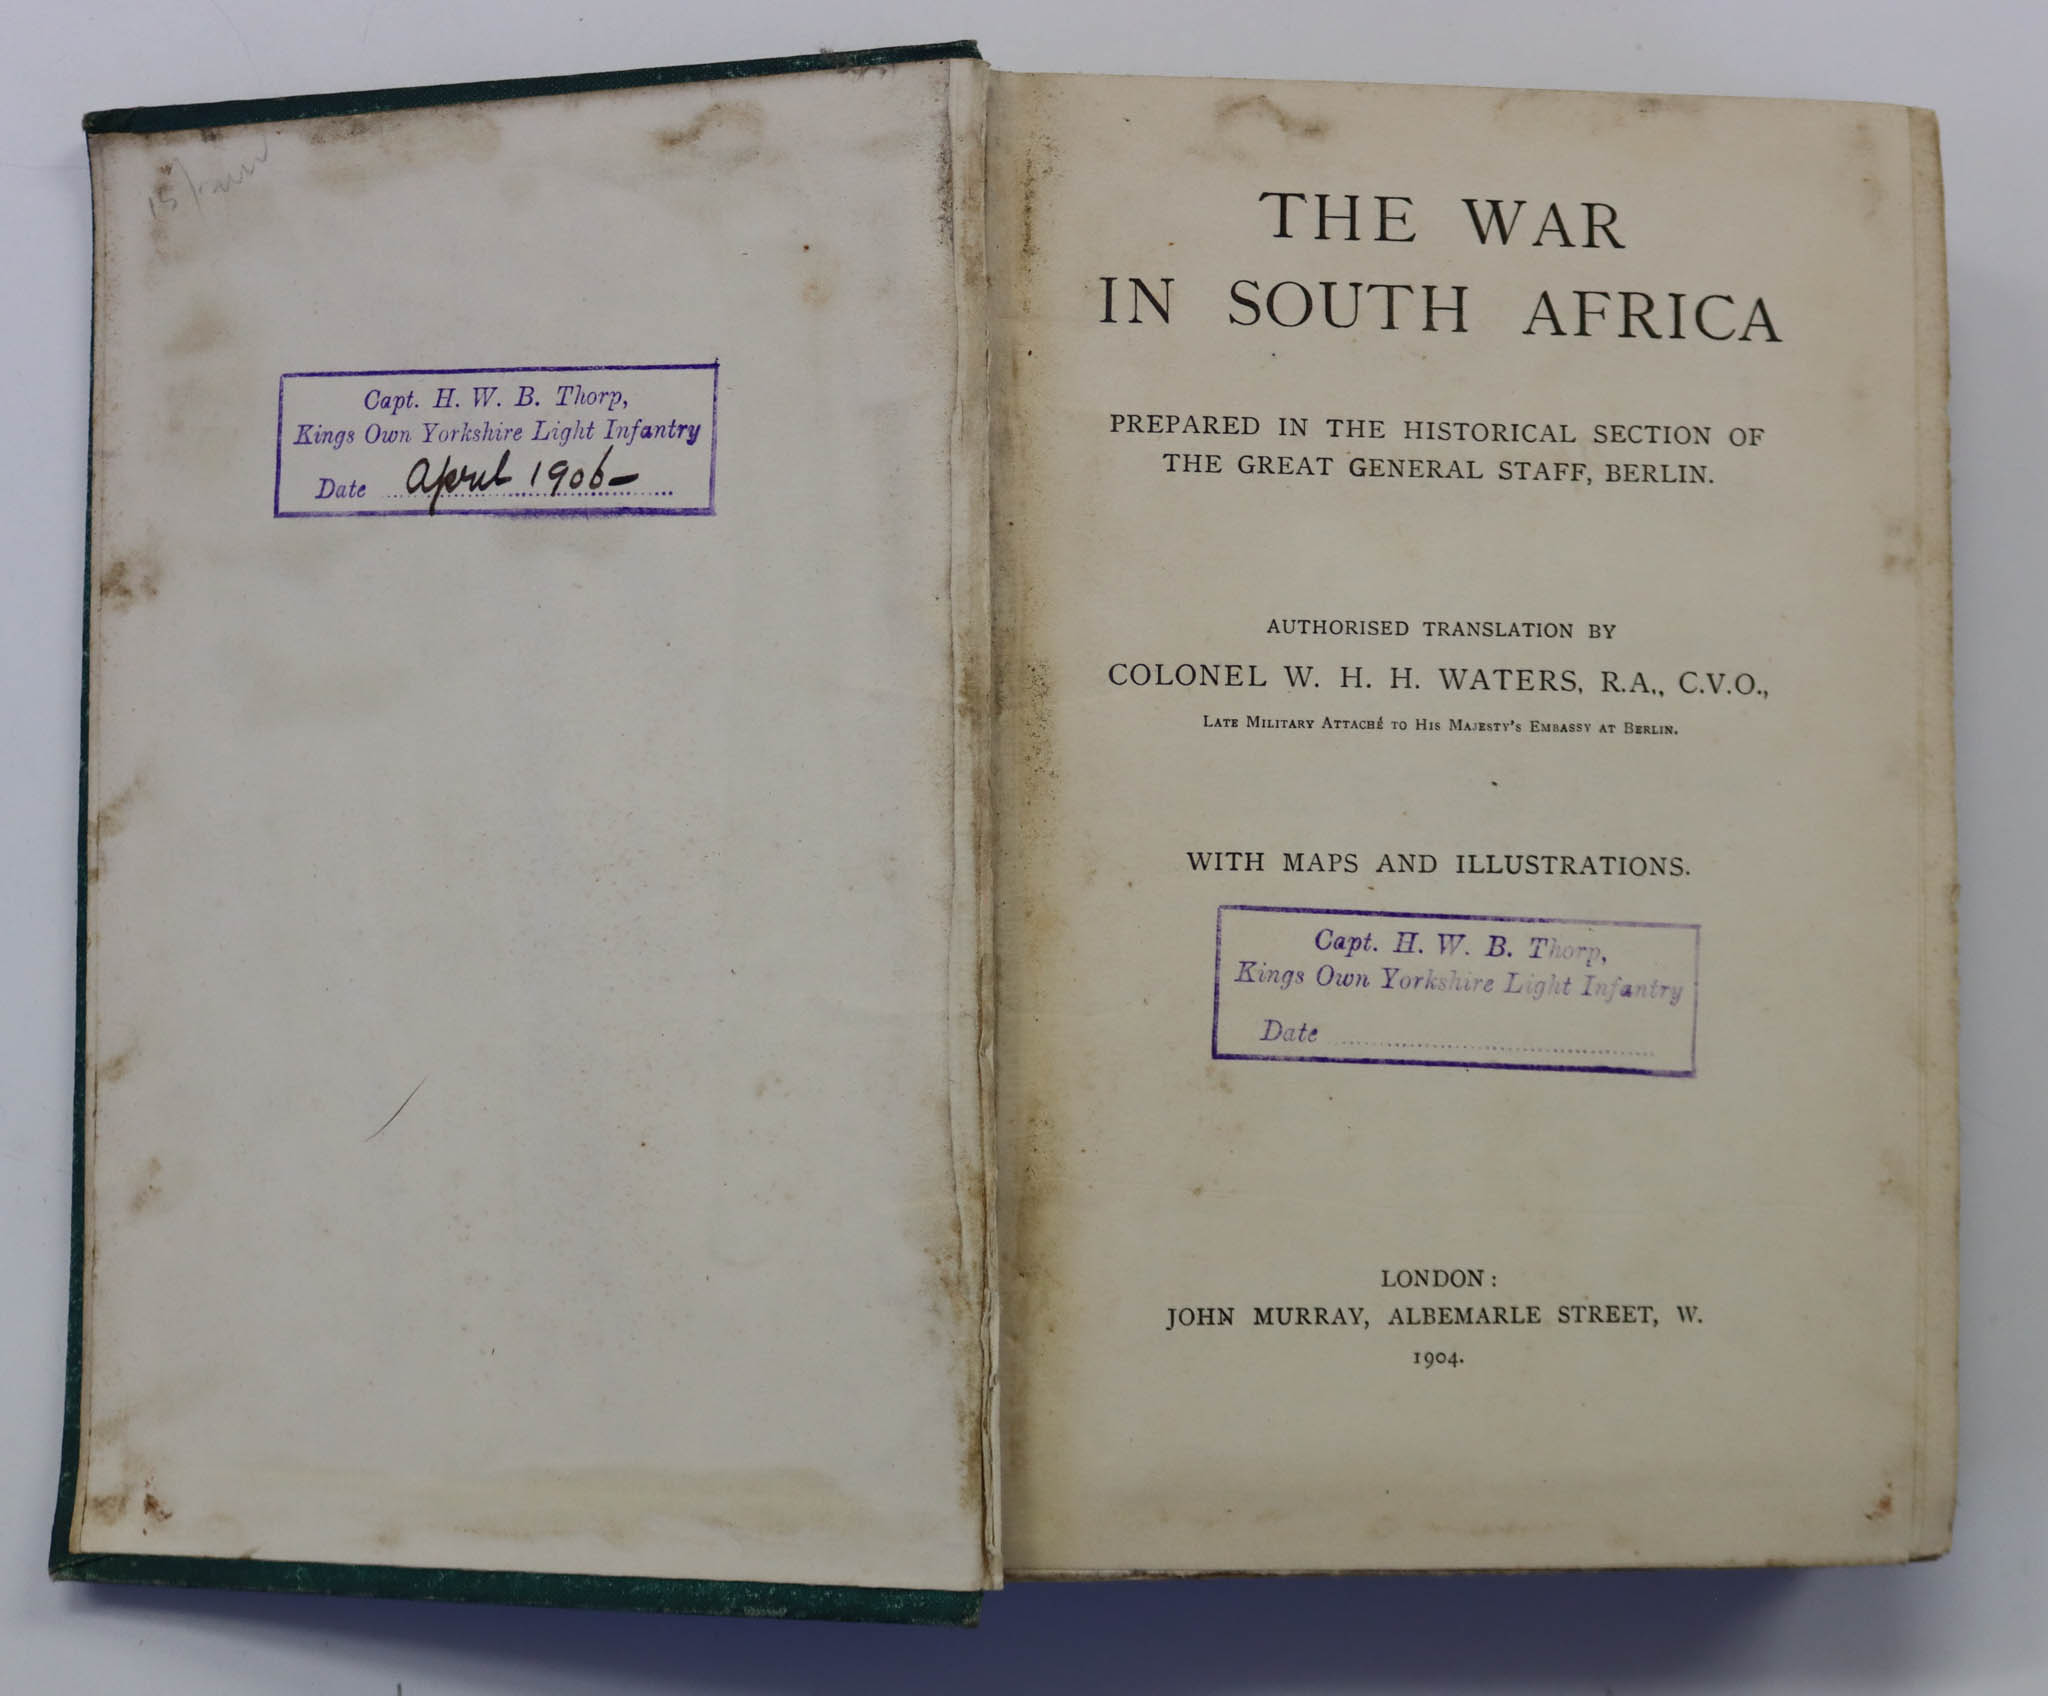 Capt. H. W. B. Thorp,
Kings Own Yorkshire Light Infantry
Date April 1906-
THE WAR
IN SOUTH AFRICA
PREPARED IN THE HISTORICAL SECTION OF
THE GREAT GENERAL STAFF, BERLIN.
AUTHORISED TRANSLATION BY
COLONEL W. H. H. WATERS, R.A., C.V.O.,
LATE MILITARY ATTACHÉ TO HIS MAJESTY'S EMBASSY AT BERLIN.
WITH MAPS AND ILLUSTRATIONS.
Capt. H. W. B. Thorp,
Kings Own Yorkshire Light Infantry
Date
LONDON:
JOHN MURRAY, ALBEMARLE STREET, W.
1904.